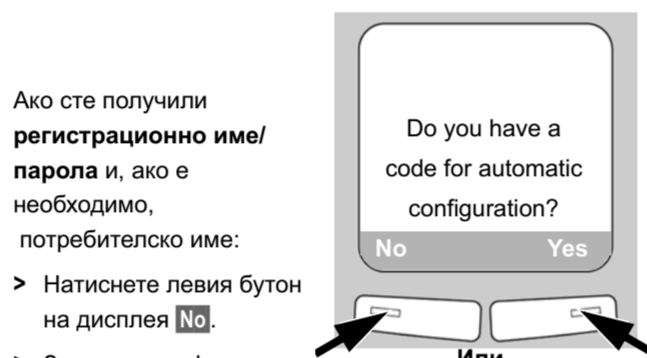 Ако сте получили
регистрационно име/
парола и, ако е
необходимо,
потребителско име:
> Натиснете левия бутон
на дисплея No.
Do you have a
code for automatic
configuration?
No Yes
Или